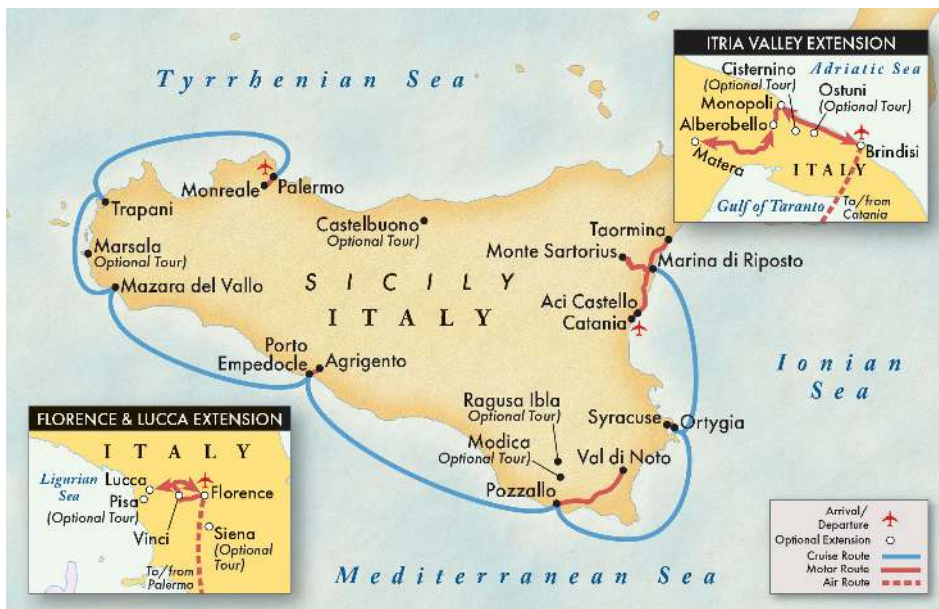 Tyrrhenian Sea
ITRIA VALLEY EXTENSION
Cisternino
(Optional Tour)
Adriatic Sea
Ostuni
(Optional Tour)
Monopoli
Alberobello
Matera
Brindisi
ITALY
Gulf of Taranto
To/from
Catania
Monreale
Palermo
Trapani
Castelbuono
Optional Tour)
Taormina
Marsala
(Optional Tour)
Monte Sartorius
Marina di Riposto
Mazara del Vallo
SICILY
ITALY
Aci Castello
Catania
Porto
Empedocle
Agrigento
Ionian
Sea
Ragusa Ibla
Optional Tour)
Syracuse
Ortygia
Modica
Optional Tour)
Val di Noto
Pozzallo
FLORENCE & LUCCA EXTENSION
ITALY
Ligurian
Sea
Lucca
Florence
Pisa
(Optional Tour)
Vinci
Siena
(Optional
Tour)
To/from
Palermo
Mediterranean Sea
Arrival/
Departure
Optional Extension
Cruise Route
Motor Route
Air Route